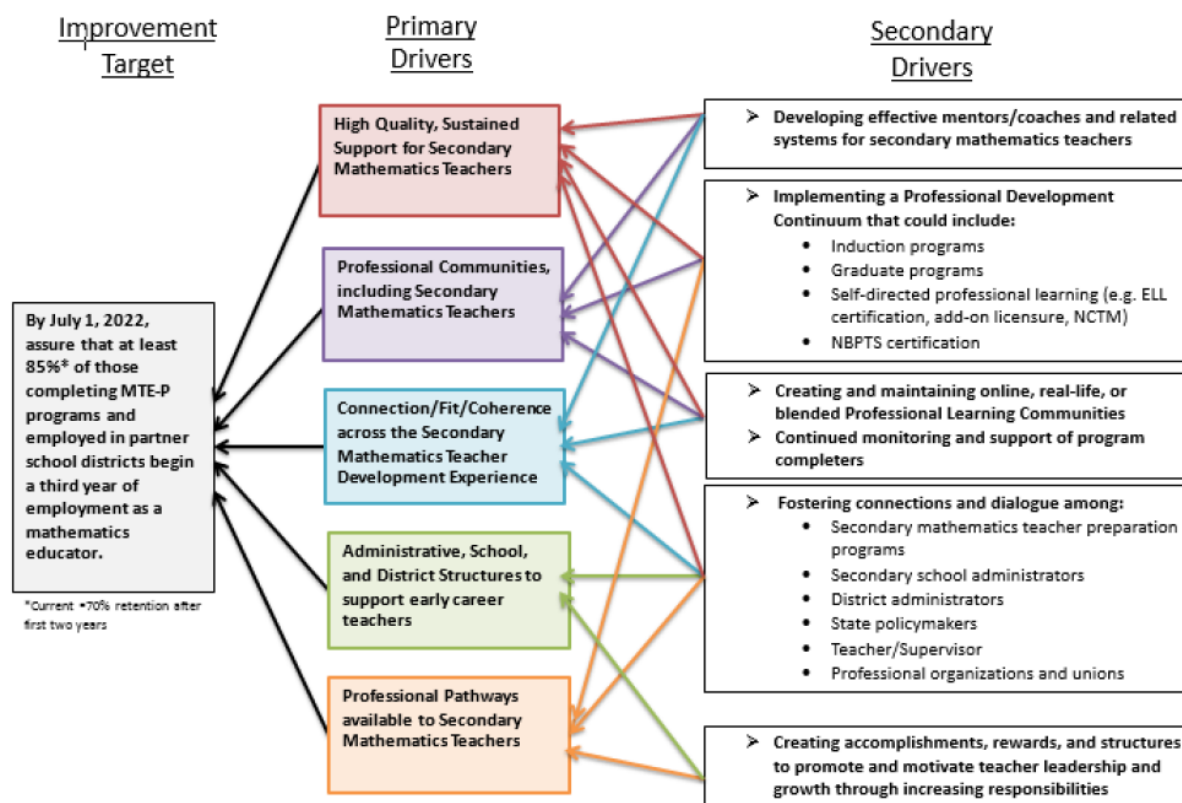 Improvement
Target
Primary
Drivers
Secondary
Drivers
By July 1, 2022,
assure that at least
85%* of those
completing MTE-P
programs and
employed in partner
school districts begin
a third year of
employment as a
mathematics
educator.
*Current =70% retention after
first two years
High Quality, Sustained
Support for Secondary
Mathematics Teachers
Professional Communities,
including Secondary
Mathematics Teachers
Connection/Fit/Coherence
across the Secondary
Mathematics Teacher
Development Experience
Administrative, School,
and District Structures to
support early career
teachers
Professional Pathways
available to Secondary
Mathematics Teachers
➢ Developing effective mentors/coaches and related
systems for secondary mathematics teachers
➢ Implementing a Professional Development
Continuum that could include:
• Induction programs
• Graduate programs
• Self-directed professional learning (e.g. ELL
certification, add-on licensure, NCTM)
• NBPTS certification
➢ Creating and maintaining online, real-life, or
blended Professional Learning Communities
➢ Continued monitoring and support of program
completers
➢ Fostering connections and dialogue among:
• Secondary mathematics teacher preparation
programs
• Secondary school administrators
• District administrators
• State policymakers
• Teacher/Supervisor
• Professional organizations and unions
➢ Creating accomplishments, rewards, and structures
to promote and motivate teacher leadership and
growth through increasing responsibilities